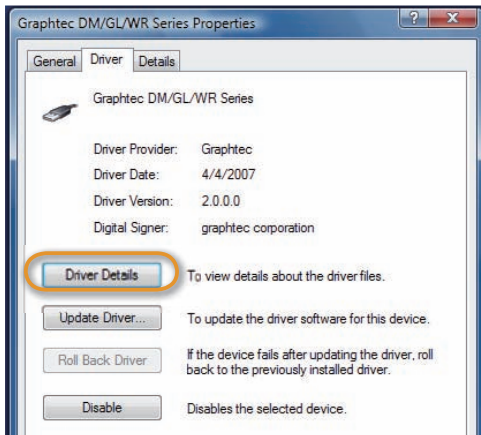 Graphtec DM/GL/WR Series Properties
? X
General Driver Details
Graphtec DM/GL/WR Series
Driver Provider: Graphtec
Driver Date: 4/4/2007
Driver Version: 2.0.0.0
Digital Signer: graphtec corporation
Driver Details To view details about the driver files.
Update Driver... To update the driver software for this device.
Roll Back Driver If the device fails after updating the driver, roll
back to the previously installed driver.
Disable Disables the selected device.